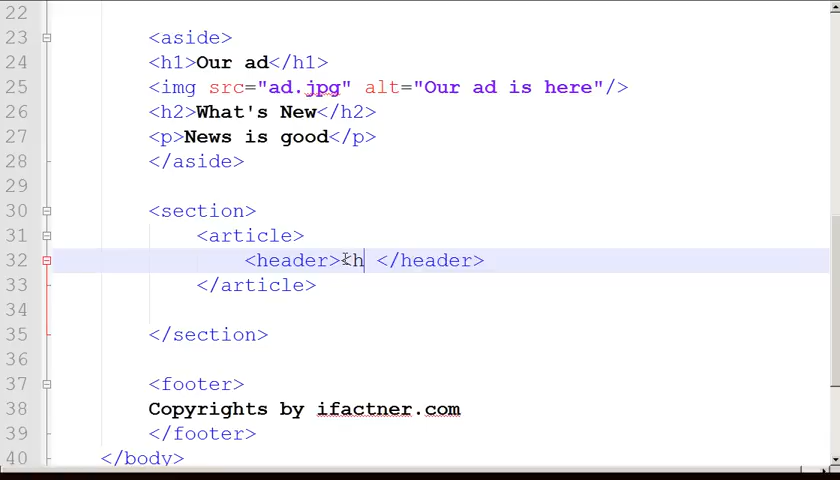 22
23 <aside>
24 <h1>Our ad</h1>
25 <img src="ad.jpg" alt="Our ad is here"/>
26 <h2>What's New</h2>
27 <p>News is good</p>
28 </aside>
29
30 <section>
31 <article>
32 <header><h </header>
33 </article>
34
35 </section>
36
37 <footer>
38 Copyrights by ifactner.com
39 </footer>
40 </body>